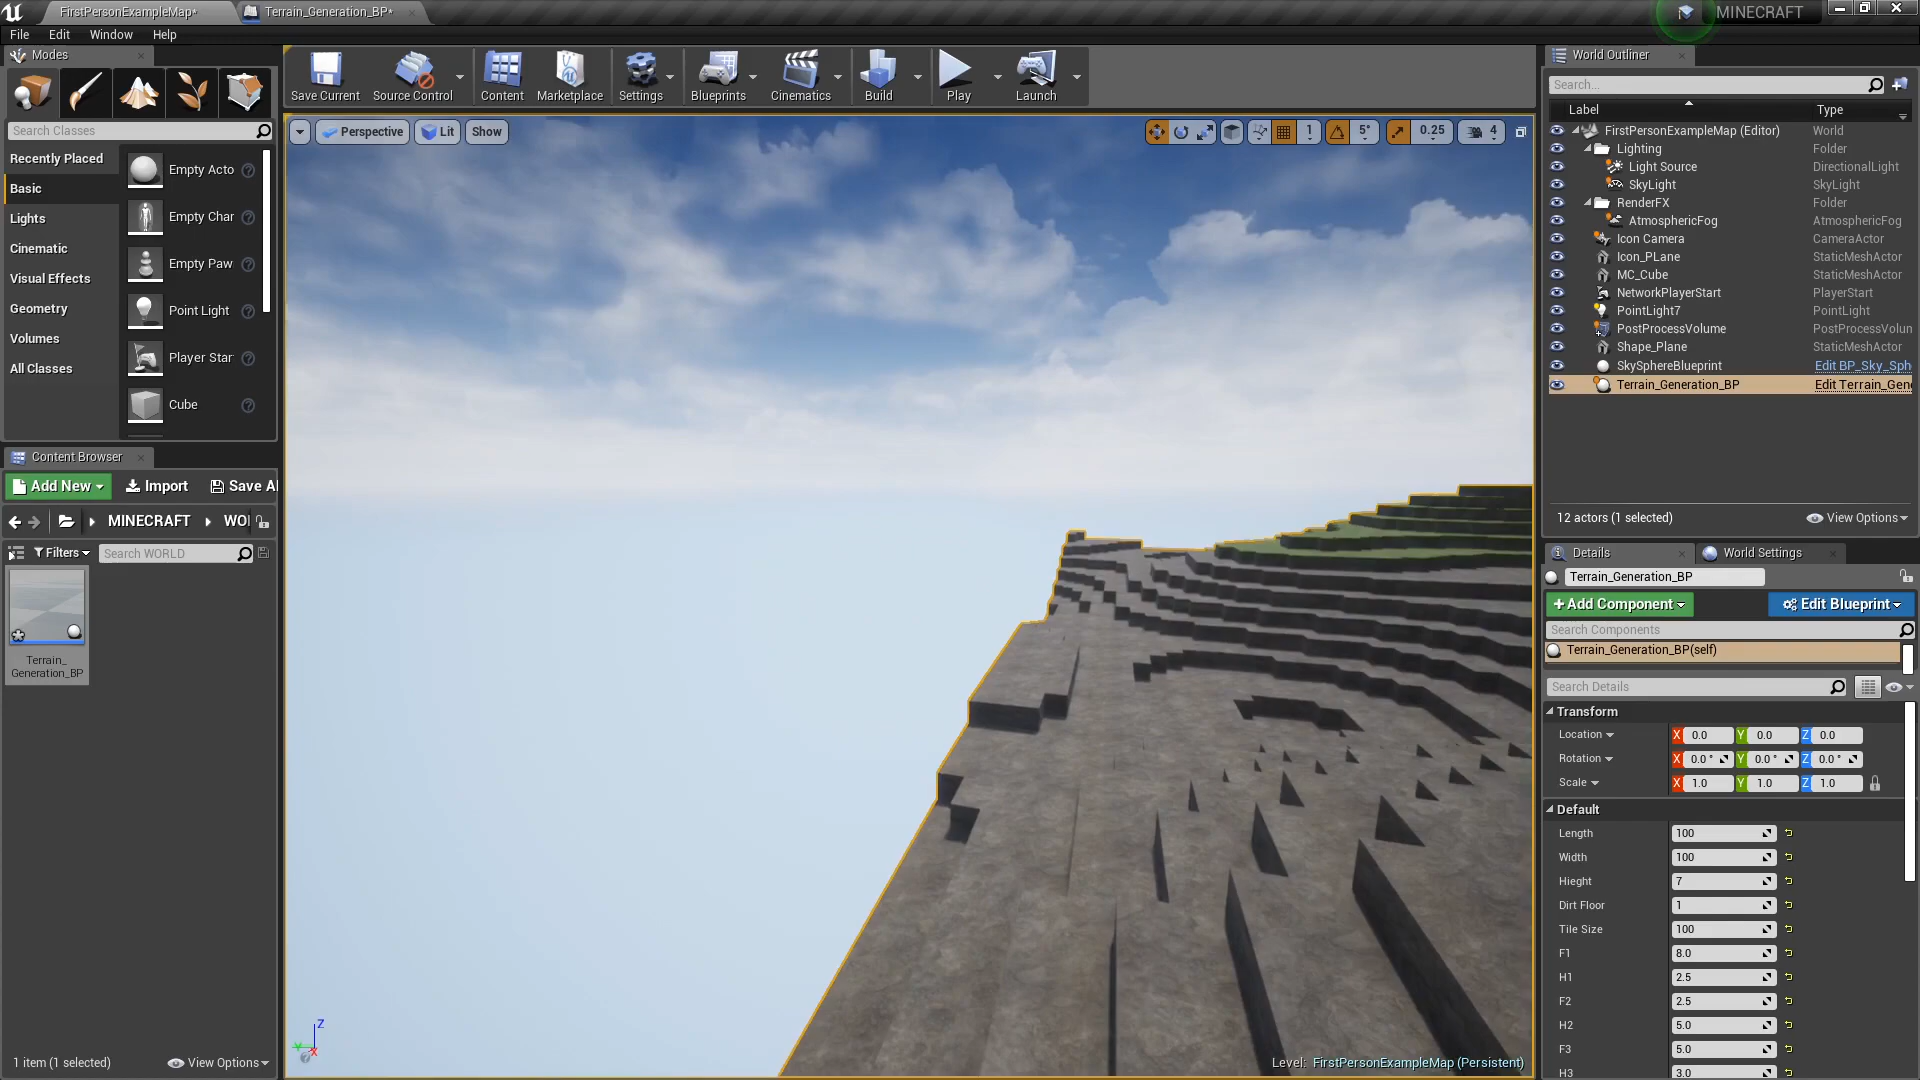 FirstPersonExampleMap*
Terrain_Generation_BP*
MINECRAFT
File Edit Window Help
Modes
Search Classes
Recently Placed
Basic
Lights
Cinematic
Visual Effects
Geometry
Volumes
All Classes
Empty Acto
Empty Char
Empty Paw
Point Light
Player Star
Cube
Save Current
Source Control
Content
Marketplace
Settings
Blueprints
Cinematics
Build
Play
Launch
Perspective
Lit
Show
1
5°
0.25
4
Level: FirstPersonExampleMap (Persistent)
Z
Y
X
Content Browser
Add New
Import
Save Al
MINECRAFT
WO
Filters
Search WORLD
Terrain_
Generation_BP
1 item (1 selected)
View Options
World Outliner
Search...
Label Type
FirstPersonExampleMap (Editor) World
Lighting Folder
Light Source DirectionalLight
SkyLight SkyLight
RenderFX Folder
AtmosphericFog AtmosphericFog
Icon Camera CameraActor
Icon_PLane StaticMeshActor
MC_Cube StaticMeshActor
NetworkPlayerStart PlayerStart
PointLight7 PointLight
PostProcessVolume PostProcessVolun
Shape_Plane StaticMeshActor
SkySphereBlueprint Edit BP_Sky_Sph
Terrain_Generation_BP Edit Terrain_Gene
12 actors (1 selected)
View Options
Details
World Settings
Terrain_Generation_BP
+Add Component
Edit Blueprint
Search Components
Terrain_Generation_BP(self)
Search Details
Transform
Location X 0.0 Y 0.0 Z 0.0
Rotation X 0.0 ° Y 0.0 ° Z 0.0 °
Scale X 1.0 Y 1.0 Z 1.0
Default
Length 100
Width 100
Hieght 7
Dirt Floor 1
Tile Size 100
F1 8.0
H1 2.5
F2 2.5
H2 5.0
F3 5.0
H3 3.0